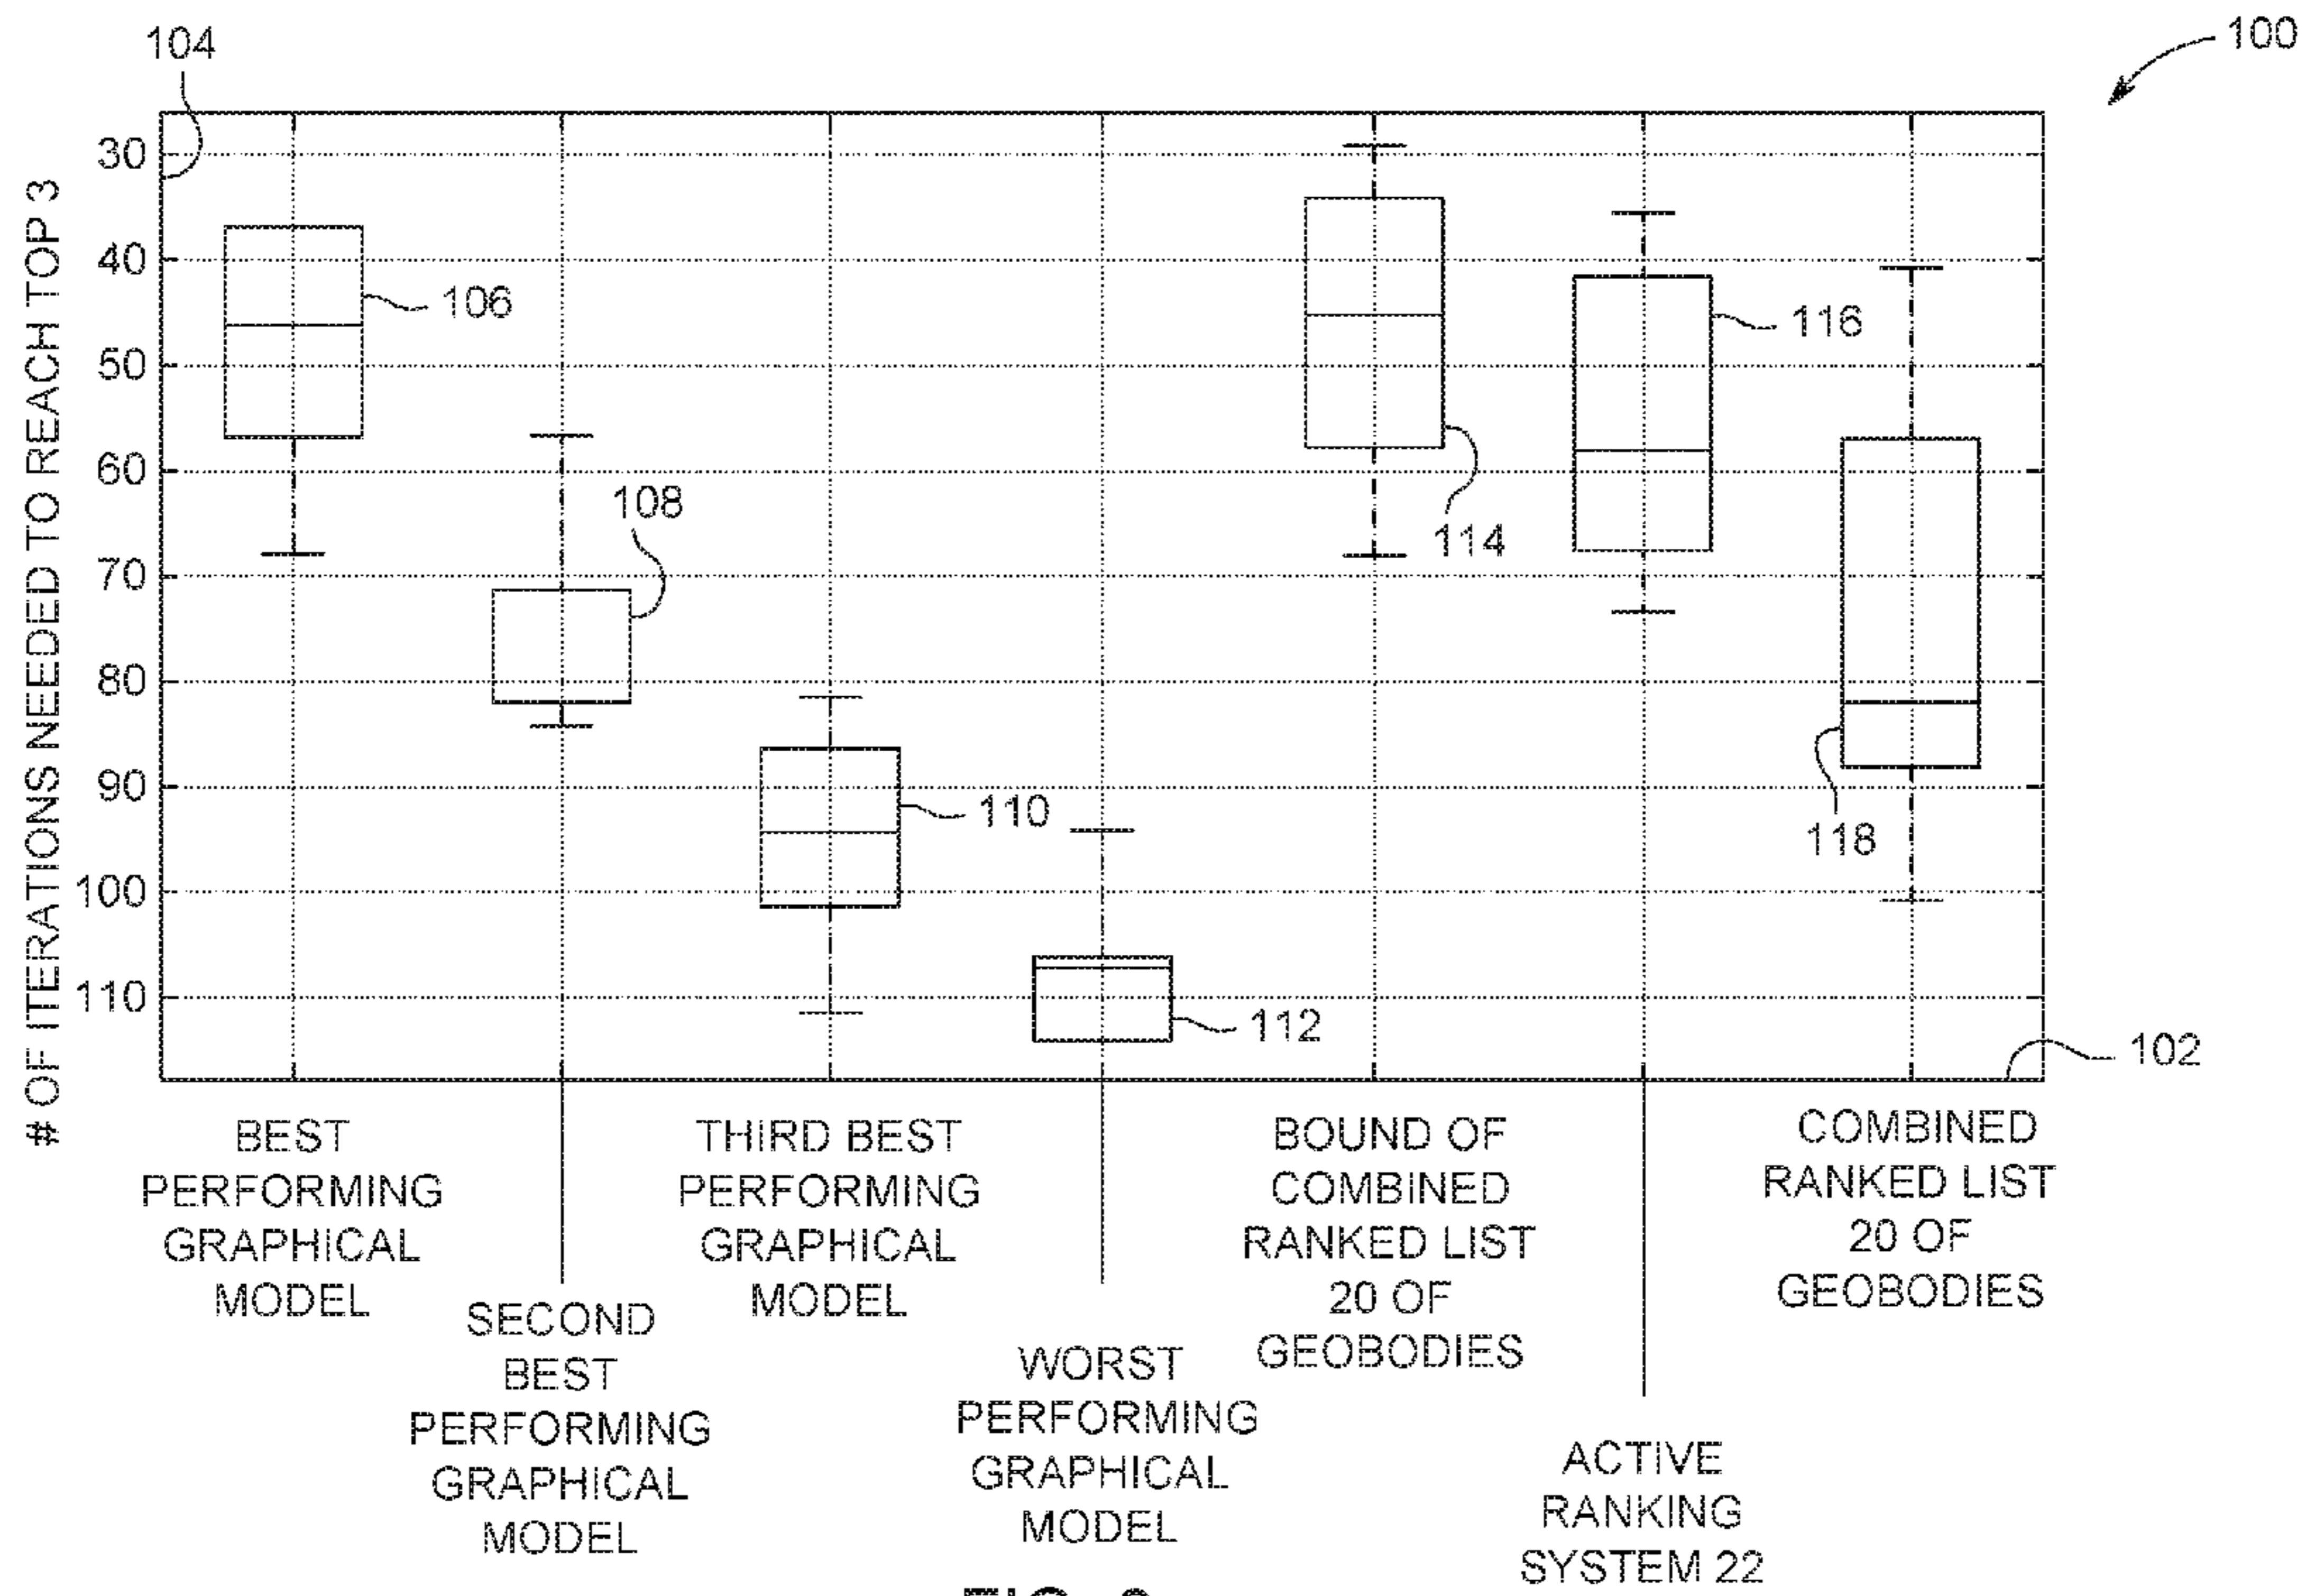 104
100
# OF ITERATIONS NEEDED TO REACH TOP 3
30
40
50
60
70
80
90
100
110
106
108
110
112
114
116
118
102
BEST
PERFORMING
GRAPHICAL
MODEL
SECOND
BEST
PERFORMING
GRAPHICAL
MODEL
THIRD BEST
PERFORMING
GRAPHICAL
MODEL
WORST
PERFORMING
GRAPHICAL
MODEL
BOUND OF
COMBINED
RANKED LIST
20 OF
GEOBODIES
ACTIVE
RANKING
SYSTEM 22
COMBINED
RANKED LIST
20 OF
GEOBODIES